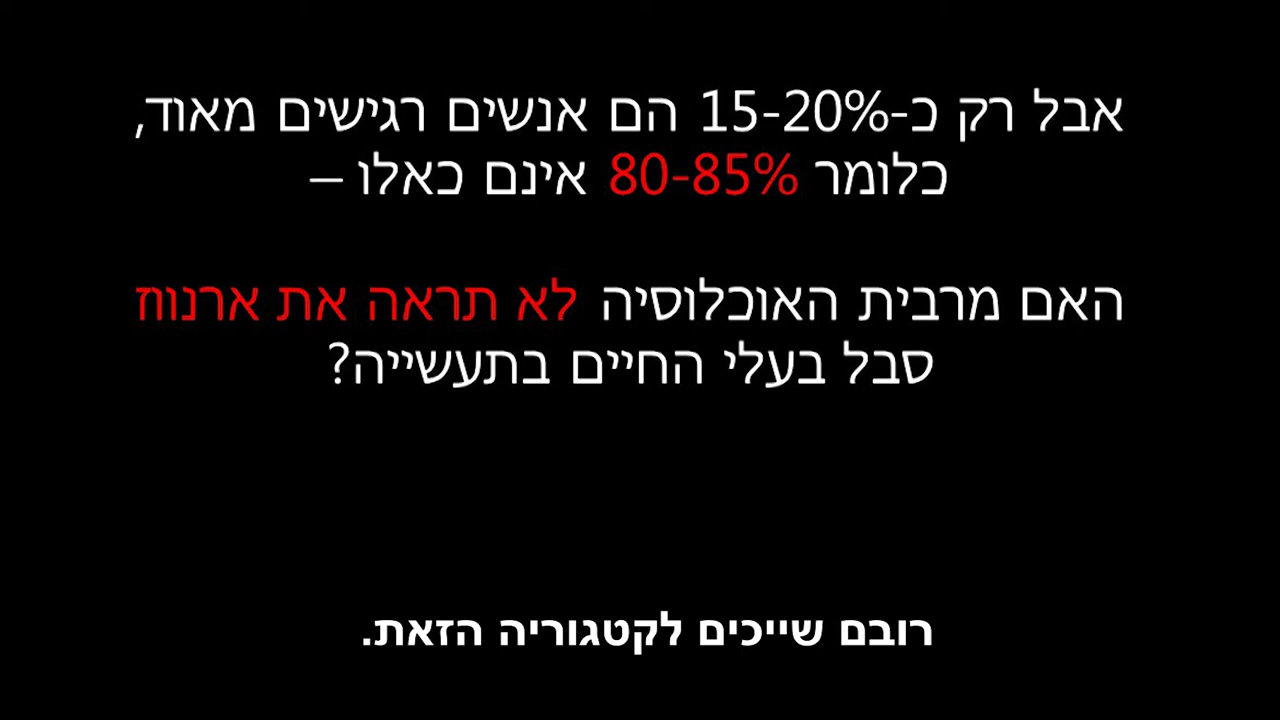 אבל רק כ-15-20% הם אנשים רגישים מאוד,
כלומר 80-85% אינם כאלו –
האם מרבית האוכלוסיה לא תראה את ארנווז
סבל בעלי החיים בתעשייה?
רובם שייכים לקטגוריה הזאת.